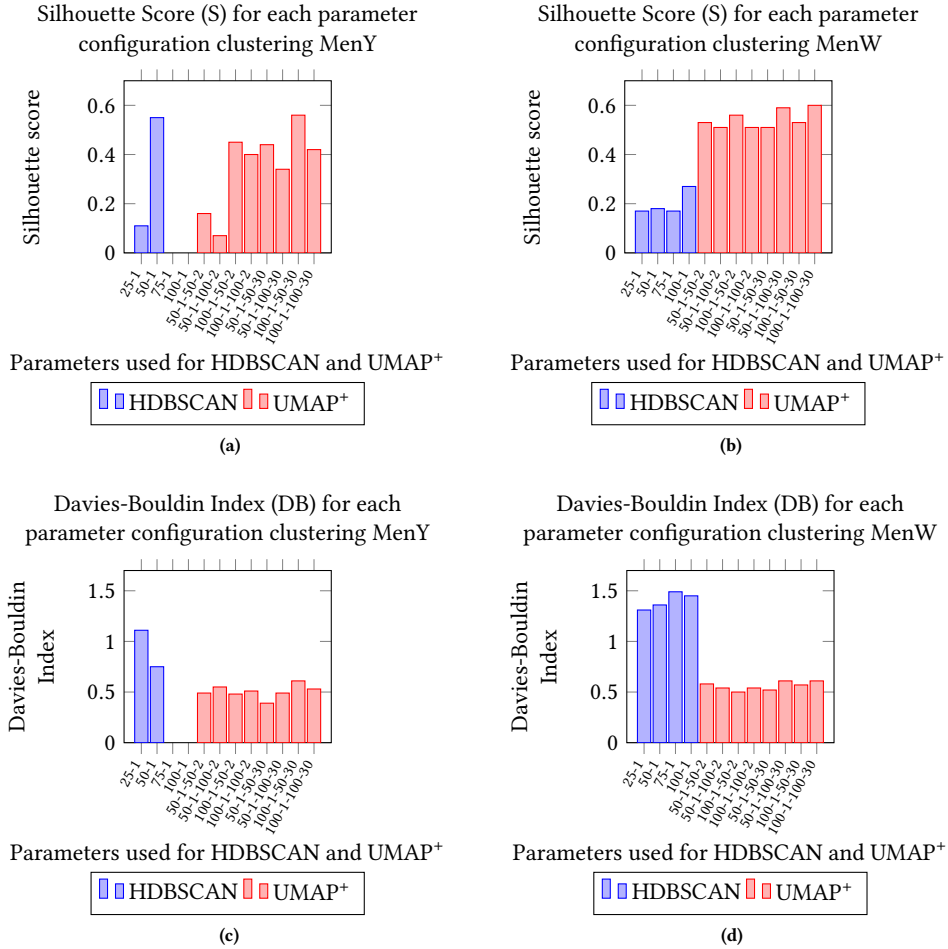 Silhouette Score (S) for each parameter
configuration clustering MenY
Silhouette score
0.6
0.4
0.2
0
25-1
50-1
75-1
100-1
50-1-50-2
50-1-100-2
100-1-50-2
100-1-100-2
50-1-50-30
50-1-100-30
100-1-50-30
100-1-100-30
Parameters used for HDBSCAN and UMAP⁺
HDBSCAN UMAP⁺
(a)
Silhouette Score (S) for each parameter
configuration clustering MenW
Silhouette score
0.6
0.4
0.2
0
25-1
50-1
75-1
100-1
50-1-50-2
50-1-100-2
100-1-50-2
100-1-100-2
50-1-50-30
50-1-100-30
100-1-50-30
100-1-100-30
Parameters used for HDBSCAN and UMAP⁺
HDBSCAN UMAP⁺
(b)
Davies-Bouldin Index (DB) for each
parameter configuration clustering MenY
Davies-Bouldin
Index
1.5
1
0.5
0
25-1
50-1
75-1
100-1
50-1-50-2
50-1-100-2
100-1-50-2
100-1-100-2
50-1-50-30
50-1-100-30
100-1-50-30
100-1-100-30
Parameters used for HDBSCAN and UMAP⁺
HDBSCAN UMAP⁺
(c)
Davies-Bouldin Index (DB) for each
parameter configuration clustering MenW
Davies-Bouldin
Index
1.5
1
0.5
0
25-1
50-1
75-1
100-1
50-1-50-2
50-1-100-2
100-1-50-2
100-1-100-2
50-1-50-30
50-1-100-30
100-1-50-30
100-1-100-30
Parameters used for HDBSCAN and UMAP⁺
HDBSCAN UMAP⁺
(d)